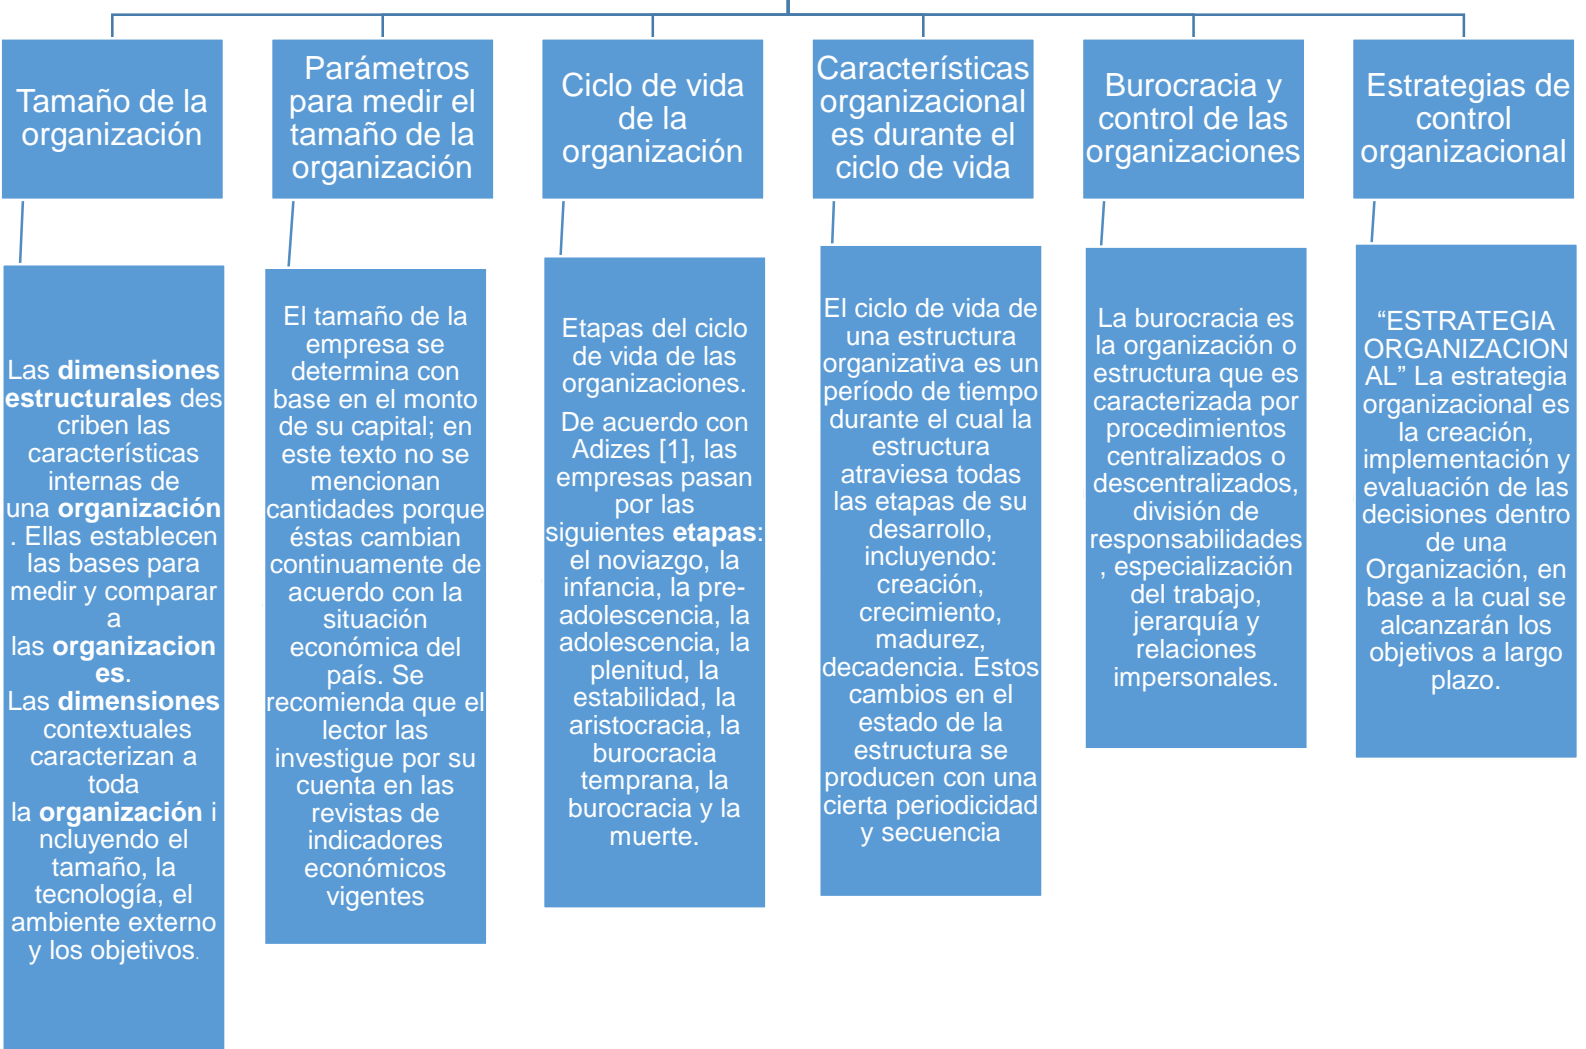 Tamaño de la
organización
Parámetros
para medir el
tamaño de la
organización
Ciclo de vida
de la
organización
Características
organizacional
es durante el
ciclo de vida
Burocracia y
control de las
organizaciones
Estrategias de
control
organizacional
Las dimensiones
estructurales des
criben las
características
internas de
una organización
. Ellas establecen
las bases para
medir y comparar
a
las organizacion
es.
Las dimensiones
contextuales
caracterizan a
toda
la organización i
ncluyendo el
tamaño, la
tecnología, el
ambiente externo
y los objetivos.
El tamaño de la
empresa se
determina con
base en el monto
de su capital; en
este texto no se
mencionan
cantidades porque
éstas cambian
continuamente de
acuerdo con la
situación
económica del
país. Se
recomienda que el
lector las
investigue por su
cuenta en las
revistas de
indicadores
económicos
vigentes
Etapas del ciclo
de vida de las
organizaciones.
De acuerdo con
Adizes [1], las
empresas pasan
por las
siguientes etapas:
el noviazgo, la
infancia, la pre-
adolescencia, la
adolescencia, la
plenitud, la
estabilidad, la
aristocracia, la
burocracia
temprana, la
burocracia y la
muerte.
El ciclo de vida de
una estructura
organizativa es un
período de tiempo
durante el cual la
estructura
atraviesa todas
las etapas de su
desarrollo,
incluyendo:
creación,
crecimiento,
madurez,
decadencia. Estos
cambios en el
estado de la
estructura se
producen con una
cierta periodicidad
y secuencia
La burocracia es
la organización o
estructura que es
caracterizada por
procedimientos
centralizados o
descentralizados,
división de
responsabilidades
, especialización
del trabajo,
jerarquía y
relaciones
impersonales.
“ESTRATEGIA
ORGANIZACION
AL” La estrategia
organizacional es
la creación,
implementación y
evaluación de las
decisiones dentro
de una
Organización, en
base a la cual se
alcanzarán los
objetivos a largo
plazo.